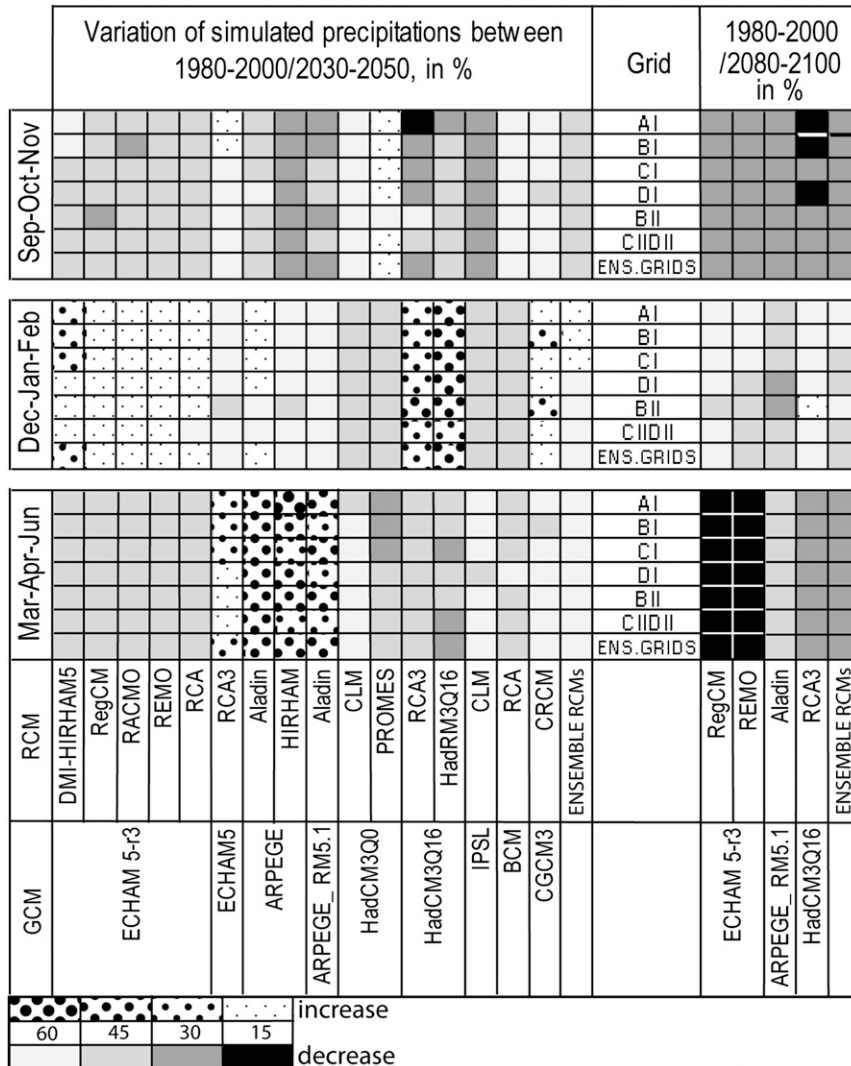 Variation of simulated precipitations between
1980-2000/2030-2050, in %
Grid
1980-2000
/2080-2100
in %
Sep-Oct-Nov
AI
BI
CI
DI
BII
CIIDII
ENS.GRIDS
Dec-Jan-Feb
AI
BI
CI
DI
BII
CIIDII
ENS.GRIDS
Mar-Apr-Jun
AI
BI
CI
DI
BII
CIIDII
ENS.GRIDS
RCM
DMI-HIRHAM5
RegCM
RACMO
REMO
RCA
RCA3
Aladin
HIRHAM
Aladin
CLM
PROMES
RCA3
HadRM3Q16
CLM
RCA
CRCM
ENSEMBLE RCMs
RegCM
REMO
Aladin
RCA3
ENSEMBLE RCMs
GCM
ECHAM 5-r3
ECHAM5
ARPEGE
ARPEGE_ RM5.1
HadCM3Q0
HadCM3Q16
IPSL
BCM
CGCM3
ECHAM 5-r3
ARPEGE_ RM5.1
HadCM3Q16
increase
60 45 30 15
decrease